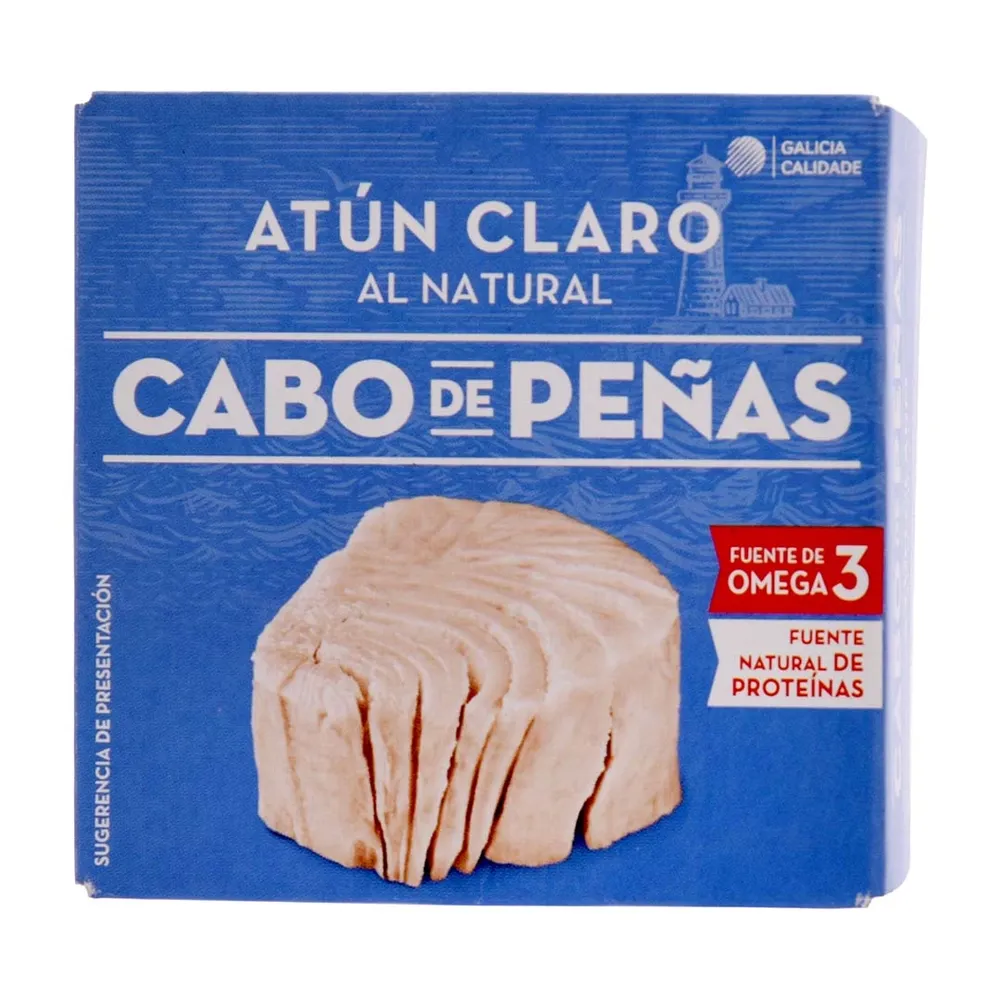 GALICIA
CALIDADE
ATÚN CLARO
AL NATURAL
CABO DE PEÑAS
FUENTE DE
OMEGA 3
FUENTE
NATURAL DE
PROTEÍNAS
SUGERENCIA DE PRESENTACIÓN